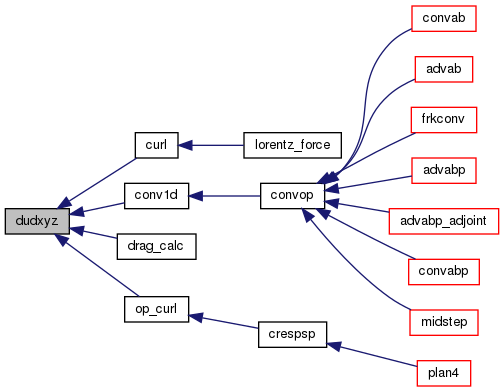 convab
advab
frkconv
curl
lorentz_force
advabp
conv1d
convop
dudxyz
advabp_adjoint
drag_calc
convabp
op_curl
midstep
crespsp
plan4